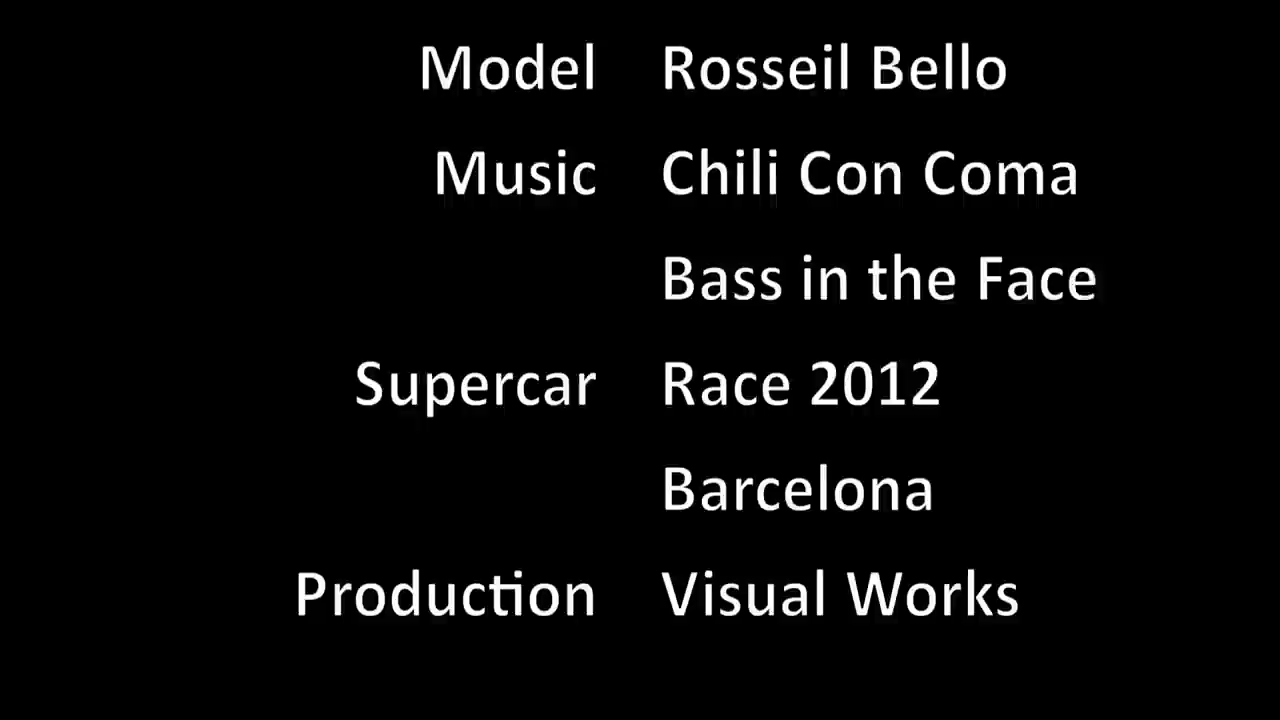 Model Rosseil Bello
Music Chili Con Coma
Bass in the Face
Supercar Race 2012
Barcelona
Production Visual Works